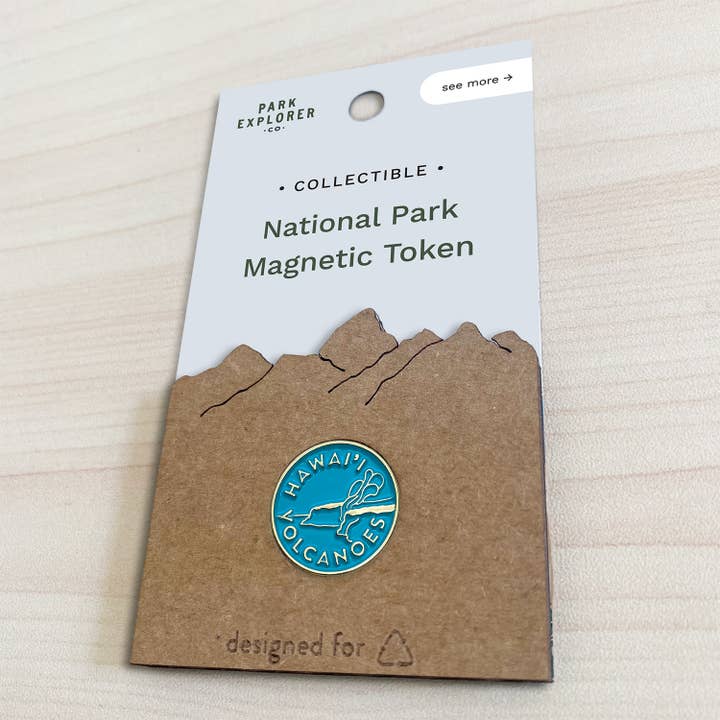 PARK
EXPLORER
·CO·
see more →
• COLLECTIBLE •
National Park
Magnetic Token
HAWAI'I
VOLCANOES
designed for